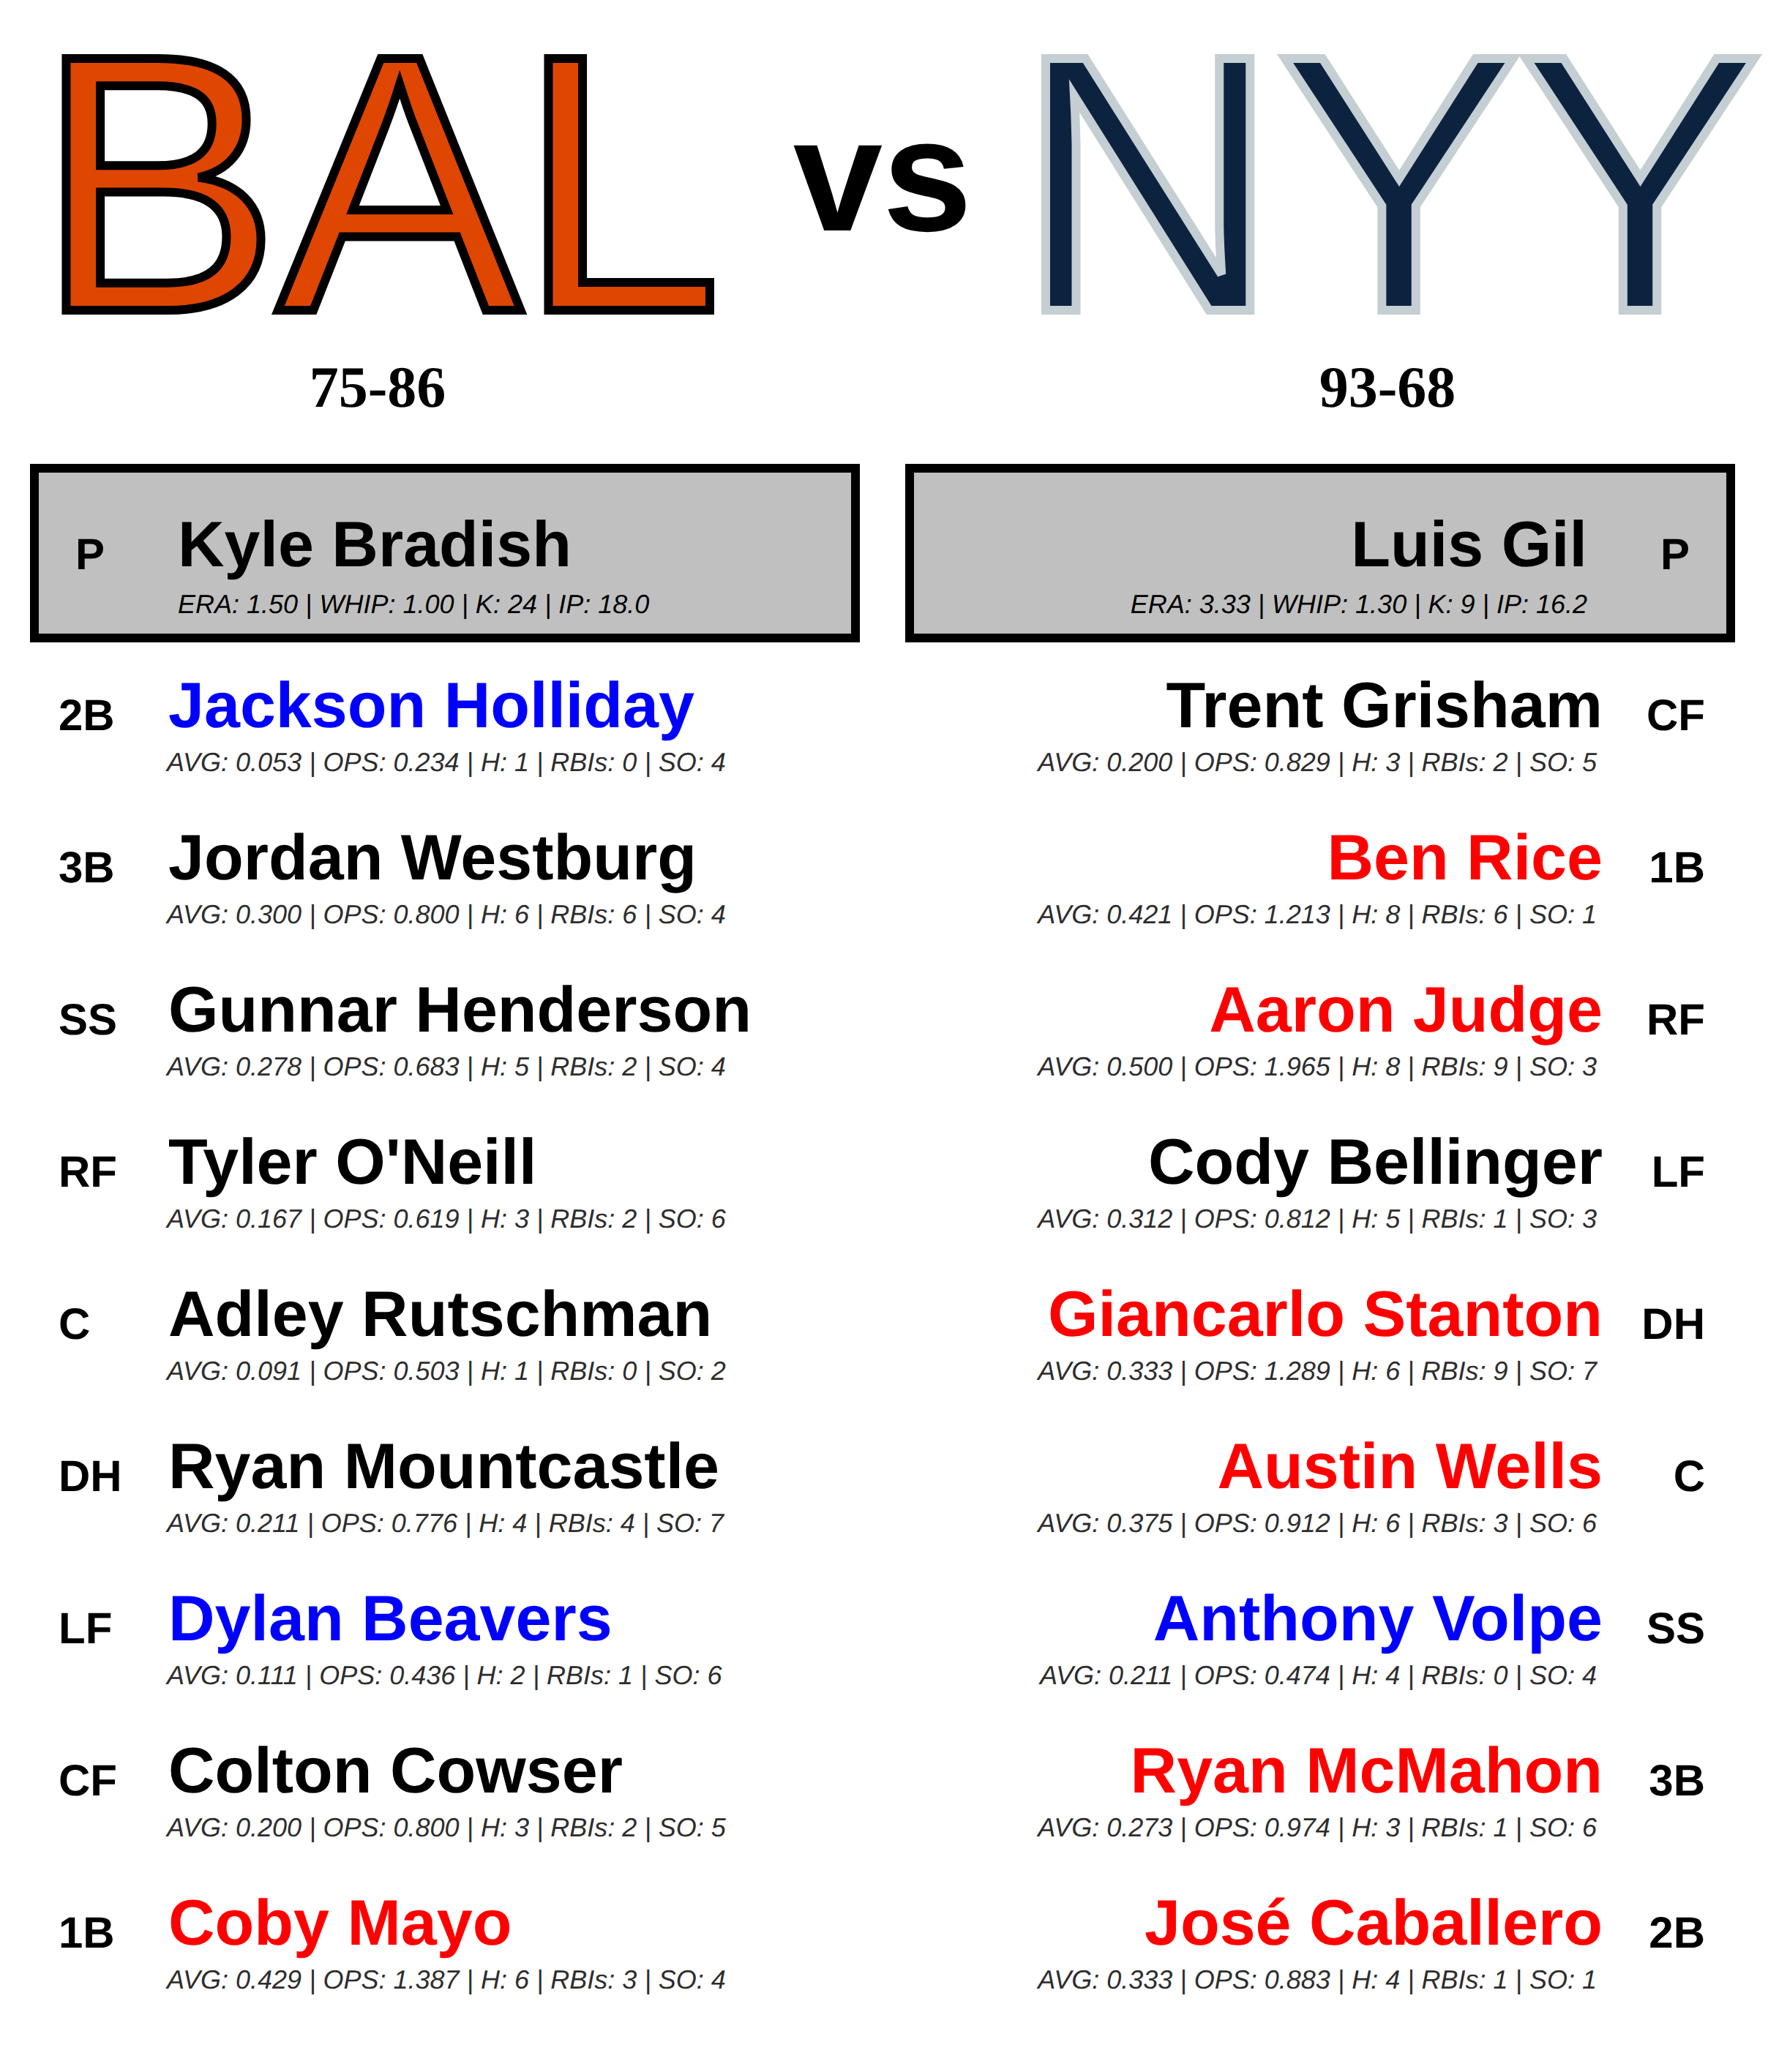 BAL vs NYY
75-86 93-68
P Kyle Bradish
ERA: 1.50 | WHIP: 1.00 | K: 24 | IP: 18.0
Luis Gil P
ERA: 3.33 | WHIP: 1.30 | K: 9 | IP: 16.2
2B Jackson Holliday
AVG: 0.053 | OPS: 0.234 | H: 1 | RBIs: 0 | SO: 4
3B Jordan Westburg
AVG: 0.300 | OPS: 0.800 | H: 6 | RBIs: 6 | SO: 4
SS Gunnar Henderson
AVG: 0.278 | OPS: 0.683 | H: 5 | RBIs: 2 | SO: 4
RF Tyler O'Neill
AVG: 0.167 | OPS: 0.619 | H: 3 | RBIs: 2 | SO: 6
C Adley Rutschman
AVG: 0.091 | OPS: 0.503 | H: 1 | RBIs: 0 | SO: 2
DH Ryan Mountcastle
AVG: 0.211 | OPS: 0.776 | H: 4 | RBIs: 4 | SO: 7
LF Dylan Beavers
AVG: 0.111 | OPS: 0.436 | H: 2 | RBIs: 1 | SO: 6
CF Colton Cowser
AVG: 0.200 | OPS: 0.800 | H: 3 | RBIs: 2 | SO: 5
1B Coby Mayo
AVG: 0.429 | OPS: 1.387 | H: 6 | RBIs: 3 | SO: 4
Trent Grisham CF
AVG: 0.200 | OPS: 0.829 | H: 3 | RBIs: 2 | SO: 5
Ben Rice 1B
AVG: 0.421 | OPS: 1.213 | H: 8 | RBIs: 6 | SO: 1
Aaron Judge RF
AVG: 0.500 | OPS: 1.965 | H: 8 | RBIs: 9 | SO: 3
Cody Bellinger LF
AVG: 0.312 | OPS: 0.812 | H: 5 | RBIs: 1 | SO: 3
Giancarlo Stanton DH
AVG: 0.333 | OPS: 1.289 | H: 6 | RBIs: 9 | SO: 7
Austin Wells C
AVG: 0.375 | OPS: 0.912 | H: 6 | RBIs: 3 | SO: 6
Anthony Volpe SS
AVG: 0.211 | OPS: 0.474 | H: 4 | RBIs: 0 | SO: 4
Ryan McMahon 3B
AVG: 0.273 | OPS: 0.974 | H: 3 | RBIs: 1 | SO: 6
José Caballero 2B
AVG: 0.333 | OPS: 0.883 | H: 4 | RBIs: 1 | SO: 1